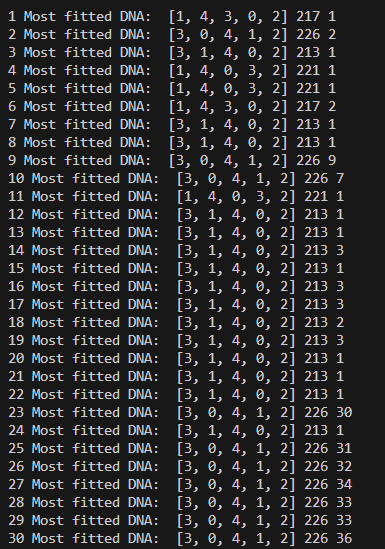 1 Most fitted DNA:  [1, 4, 3, 0, 2] 217 1
2 Most fitted DNA:  [3, 0, 4, 1, 2] 226 2
3 Most fitted DNA:  [3, 1, 4, 0, 2] 213 1
4 Most fitted DNA:  [1, 4, 0, 3, 2] 221 1
5 Most fitted DNA:  [1, 4, 0, 3, 2] 221 1
6 Most fitted DNA:  [1, 4, 3, 0, 2] 217 2
7 Most fitted DNA:  [3, 1, 4, 0, 2] 213 1
8 Most fitted DNA:  [3, 1, 4, 0, 2] 213 1
9 Most fitted DNA:  [3, 0, 4, 1, 2] 226 9
10 Most fitted DNA:  [3, 0, 4, 1, 2] 226 7
11 Most fitted DNA:  [1, 4, 0, 3, 2] 221 1
12 Most fitted DNA:  [3, 1, 4, 0, 2] 213 1
13 Most fitted DNA:  [3, 1, 4, 0, 2] 213 1
14 Most fitted DNA:  [3, 1, 4, 0, 2] 213 3
15 Most fitted DNA:  [3, 1, 4, 0, 2] 213 1
16 Most fitted DNA:  [3, 1, 4, 0, 2] 213 3
17 Most fitted DNA:  [3, 1, 4, 0, 2] 213 3
18 Most fitted DNA:  [3, 1, 4, 0, 2] 213 2
19 Most fitted DNA:  [3, 1, 4, 0, 2] 213 3
20 Most fitted DNA:  [3, 1, 4, 0, 2] 213 1
21 Most fitted DNA:  [3, 1, 4, 0, 2] 213 1
22 Most fitted DNA:  [3, 1, 4, 0, 2] 213 1
23 Most fitted DNA:  [3, 0, 4, 1, 2] 226 30
24 Most fitted DNA:  [3, 1, 4, 0, 2] 213 1
25 Most fitted DNA:  [3, 0, 4, 1, 2] 226 31
26 Most fitted DNA:  [3, 0, 4, 1, 2] 226 32
27 Most fitted DNA:  [3, 0, 4, 1, 2] 226 34
28 Most fitted DNA:  [3, 0, 4, 1, 2] 226 33
29 Most fitted DNA:  [3, 0, 4, 1, 2] 226 33
30 Most fitted DNA:  [3, 0, 4, 1, 2] 226 36